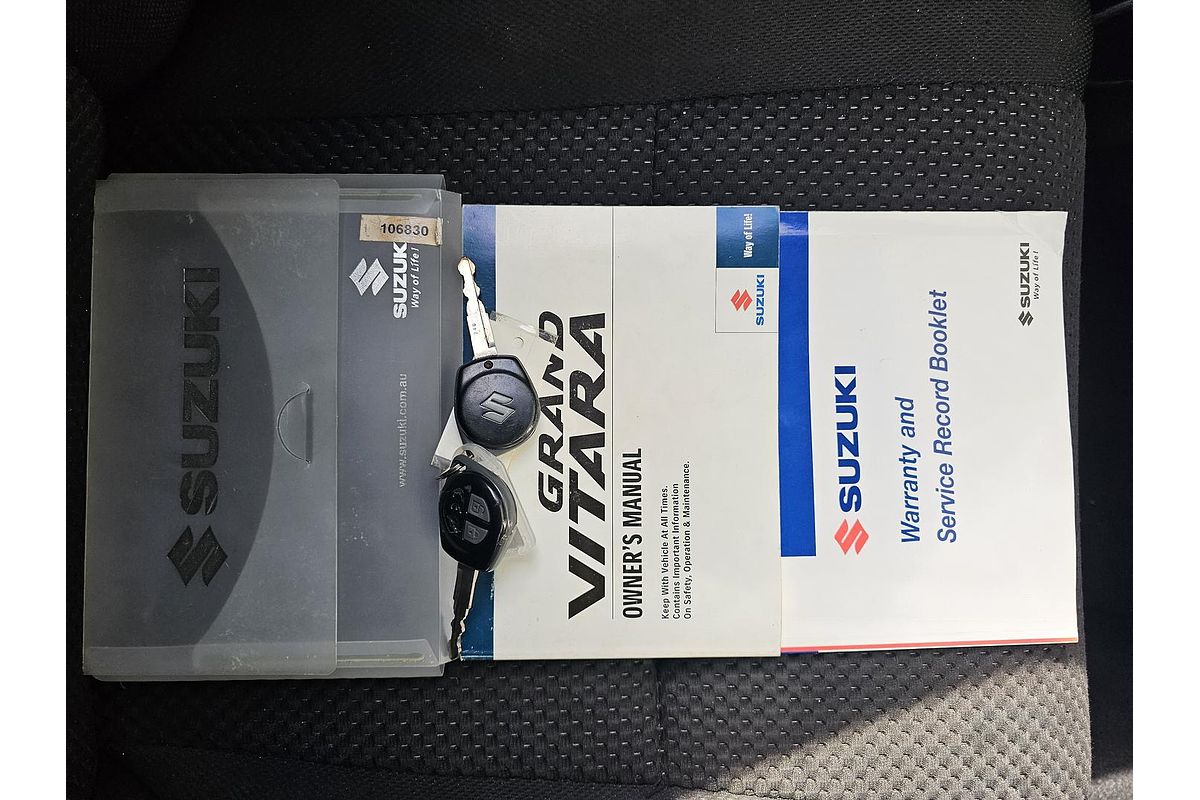 SUZUKI
106830
SUZUKI
Way of Life!
www.suzuki.com.au
GRAND
VITARA
OWNER'S MANUAL
Keep With Vehicle At All Times.
Contains Important Information
On Safety, Operation & Maintenance.
Way of Life!
SUZUKI
SUZUKI
Warranty and
Service Record Booklet
SUZUKI
Way of Life!